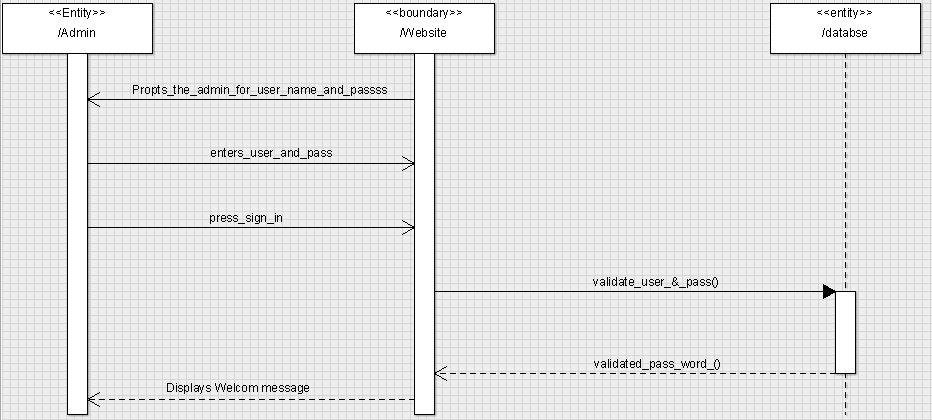 <<Entity>>
/Admin
<<boundary>>
/Website
<<entity>>
/databse
Propts_the_admin_for_user_name_and_passss
enters_user_and_pass
press_sign_in
validate_user_&_pass()
validated_pass_word_()
Displays Welcom message